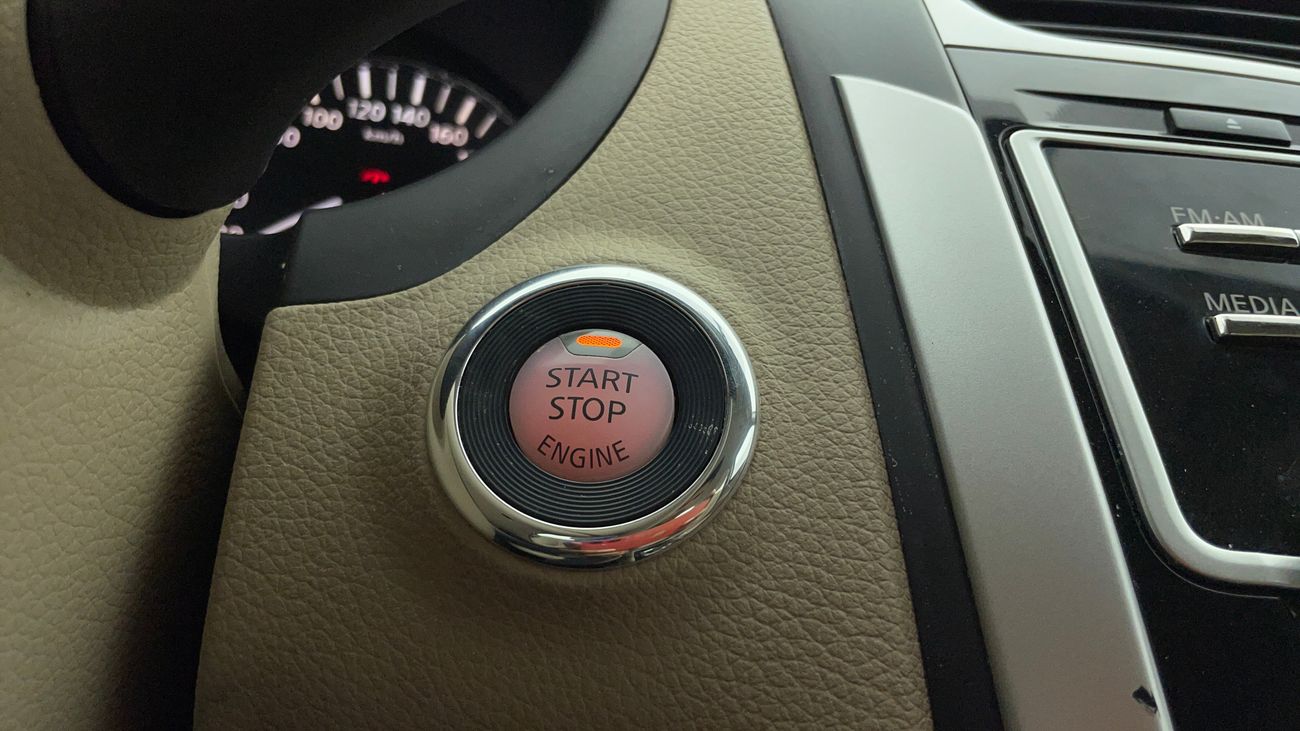 100
120
140
160
km/h
FM·AM
MEDIA
START
STOP
ENGINE